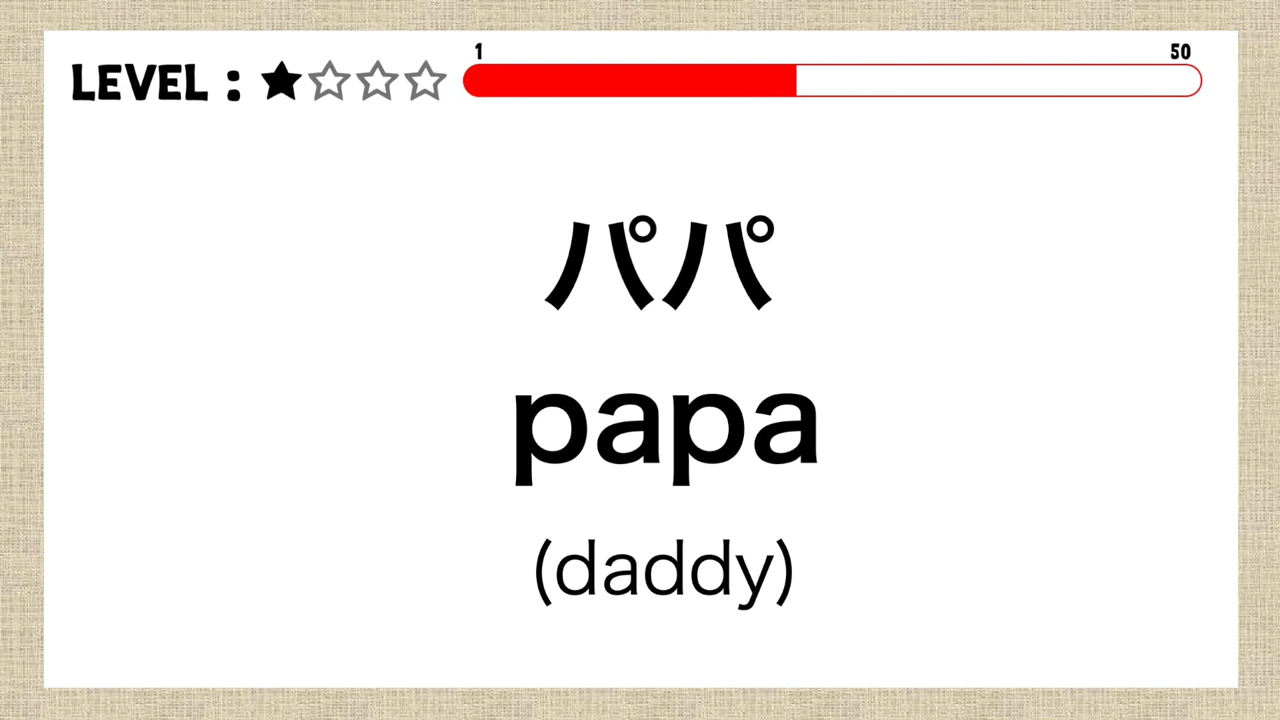 1 50
LEVEL : ★☆☆☆
パパ
papa
(daddy)